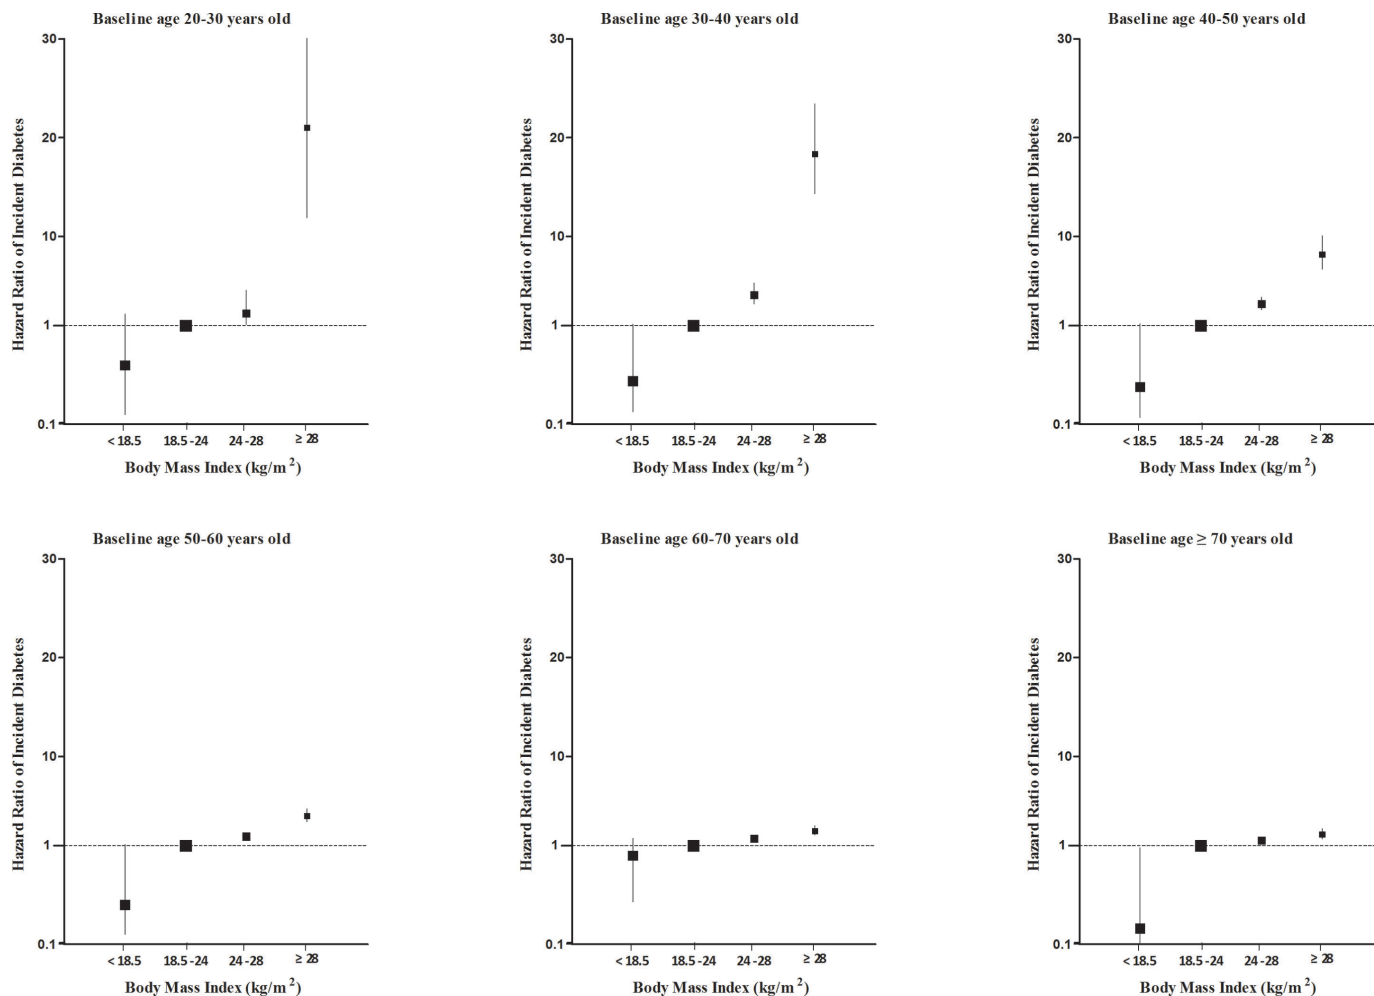 Baseline age 20-30 years old
Hazard Ratio of Incident Diabetes
30
20
10
1
0.1
< 18.5 18.5-24 24-28 ≥ 28
Body Mass Index (kg/m²)
Baseline age 30-40 years old
Hazard Ratio of Incident Diabetes
30
20
10
1
0.1
< 18.5 18.5-24 24-28 ≥ 28
Body Mass Index (kg/m²)
Baseline age 40-50 years old
Hazard Ratio of Incident Diabetes
30
20
10
1
0.1
< 18.5 18.5-24 24-28 ≥ 28
Body Mass Index (kg/m²)
Baseline age 50-60 years old
Hazard Ratio of Incident Diabetes
30
20
10
1
0.1
< 18.5 18.5-24 24-28 ≥ 28
Body Mass Index (kg/m²)
Baseline age 60-70 years old
Hazard Ratio of Incident Diabetes
30
20
10
1
0.1
< 18.5 18.5-24 24-28 ≥ 28
Body Mass Index (kg/m²)
Baseline age ≥ 70 years old
Hazard Ratio of Incident Diabetes
30
20
10
1
0.1
< 18.5 18.5-24 24-28 ≥ 28
Body Mass Index (kg/m²)